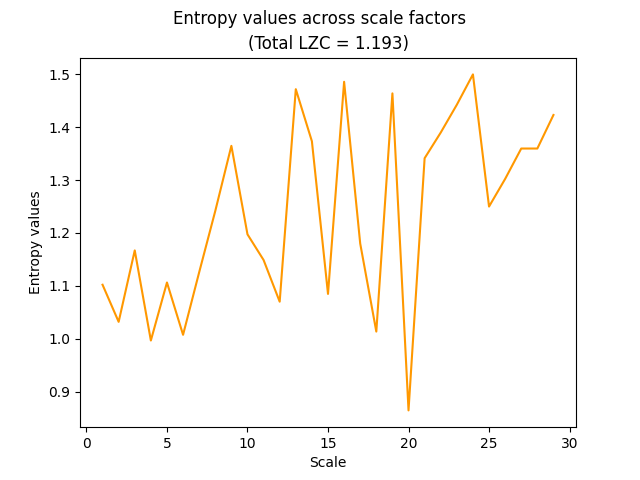 Entropy values across scale factors
(Total LZC = 1.193)
1.5
1.4
1.3
1.2
1.1
1.0
0.9
Entropy values
0 5 10 15 20 25 30
Scale